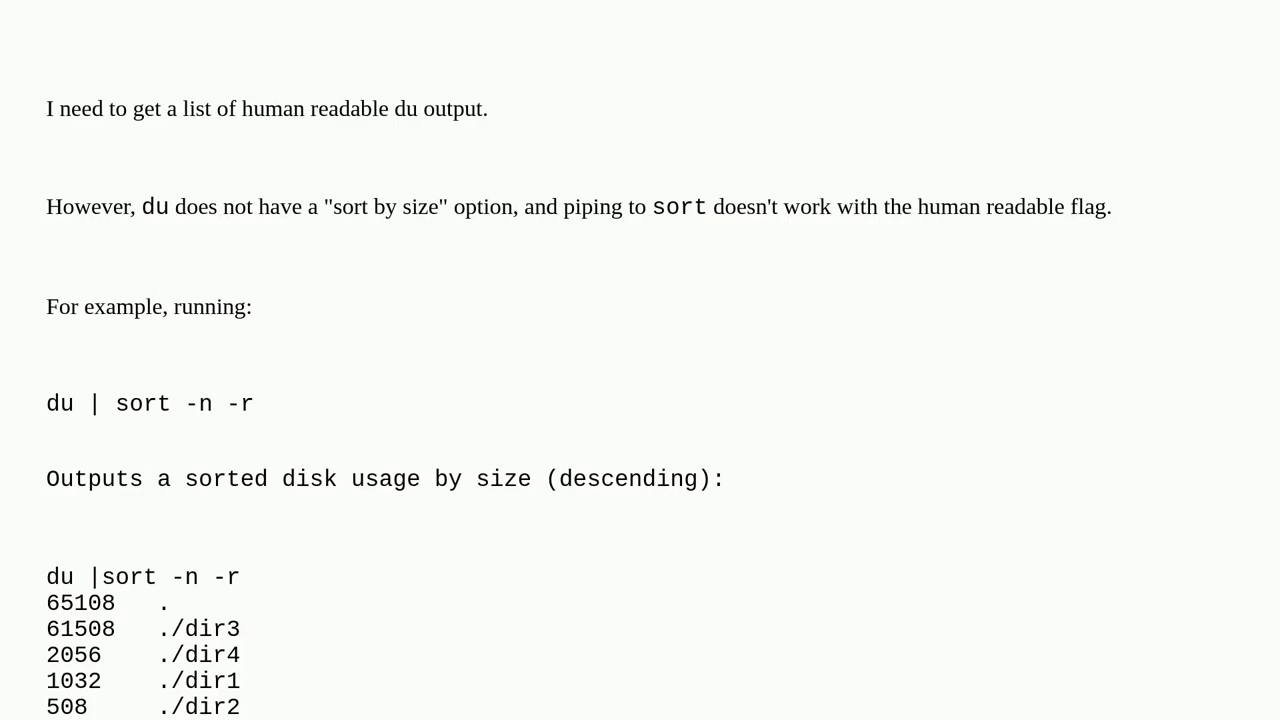 I need to get a list of human readable du output.
However, du does not have a "sort by size" option, and piping to sort doesn't work with the human readable flag.
For example, running:
du | sort -n -r
Outputs a sorted disk usage by size (descending):
du |sort -n -r
65108   .
61508   ./dir3
2056    ./dir4
1032    ./dir1
508     ./dir2